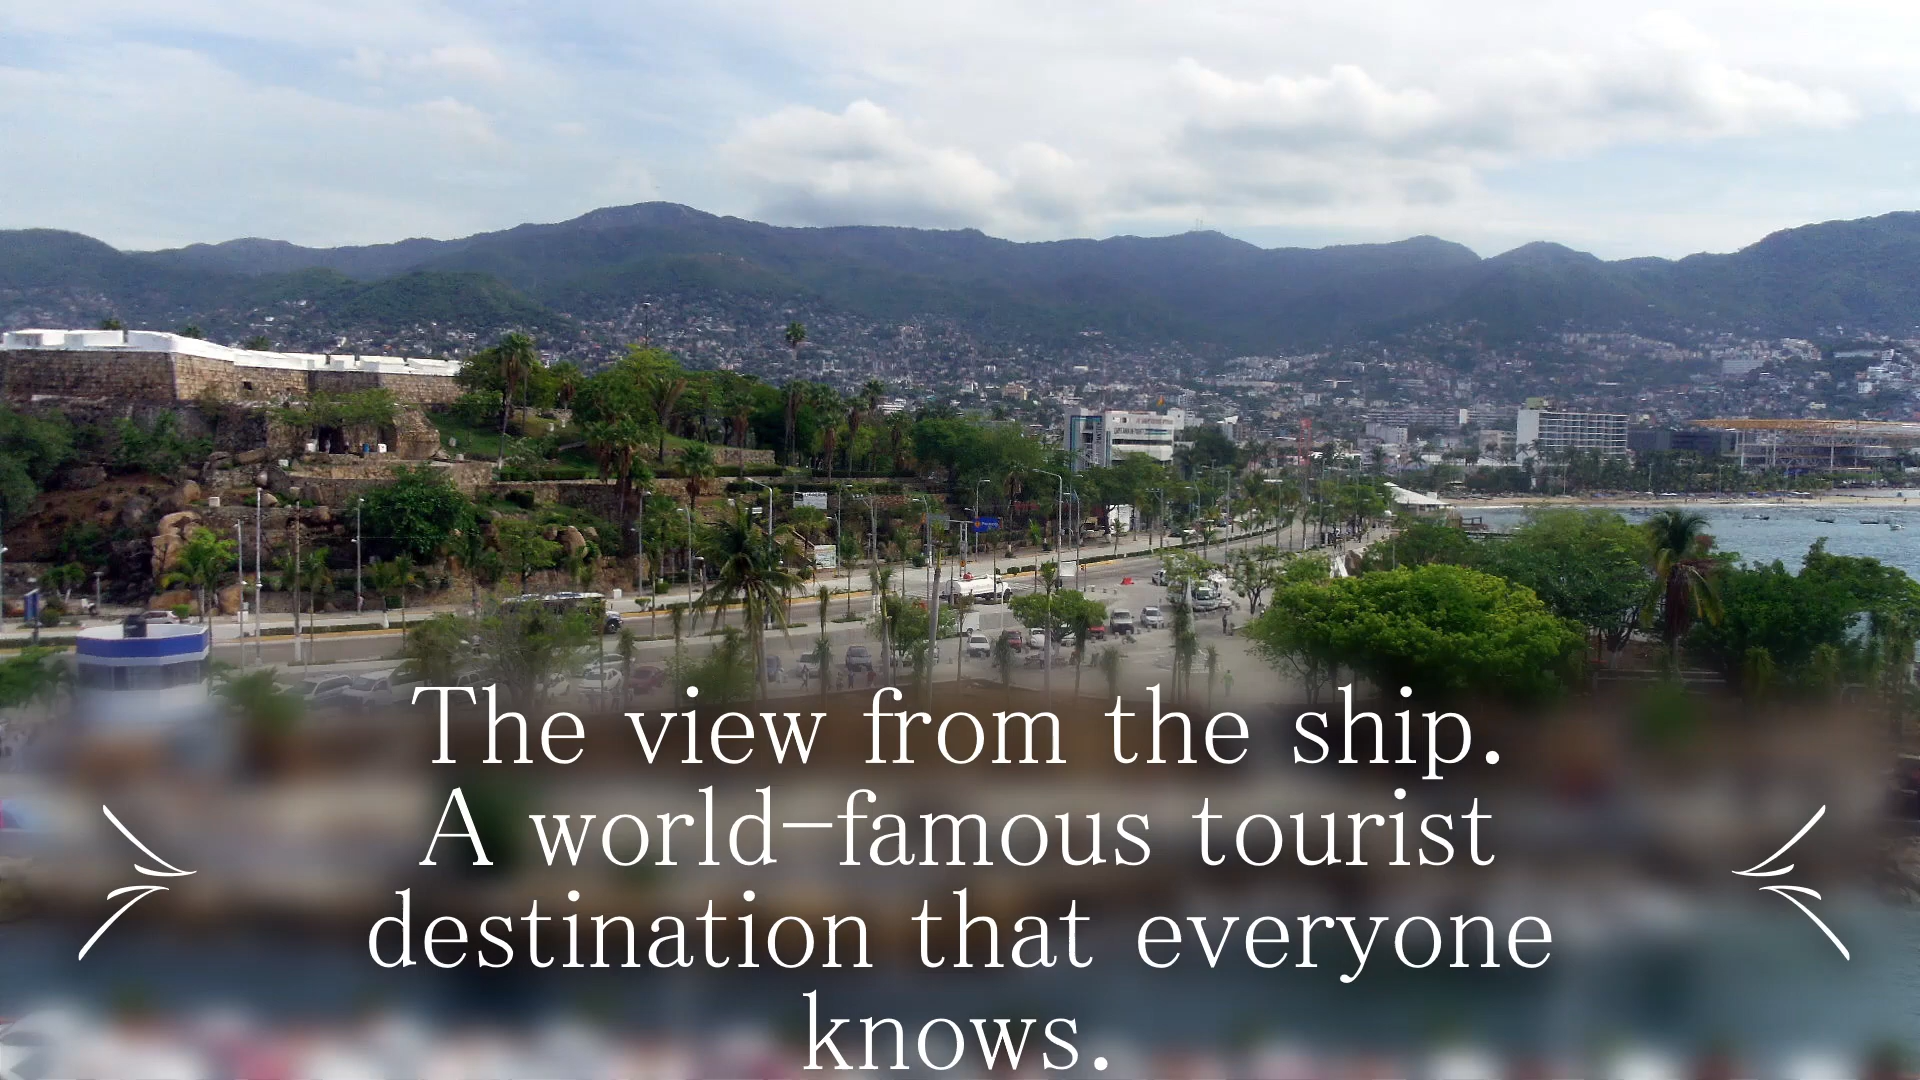 The view from the ship.
A world-famous tourist
destination that everyone
knows.